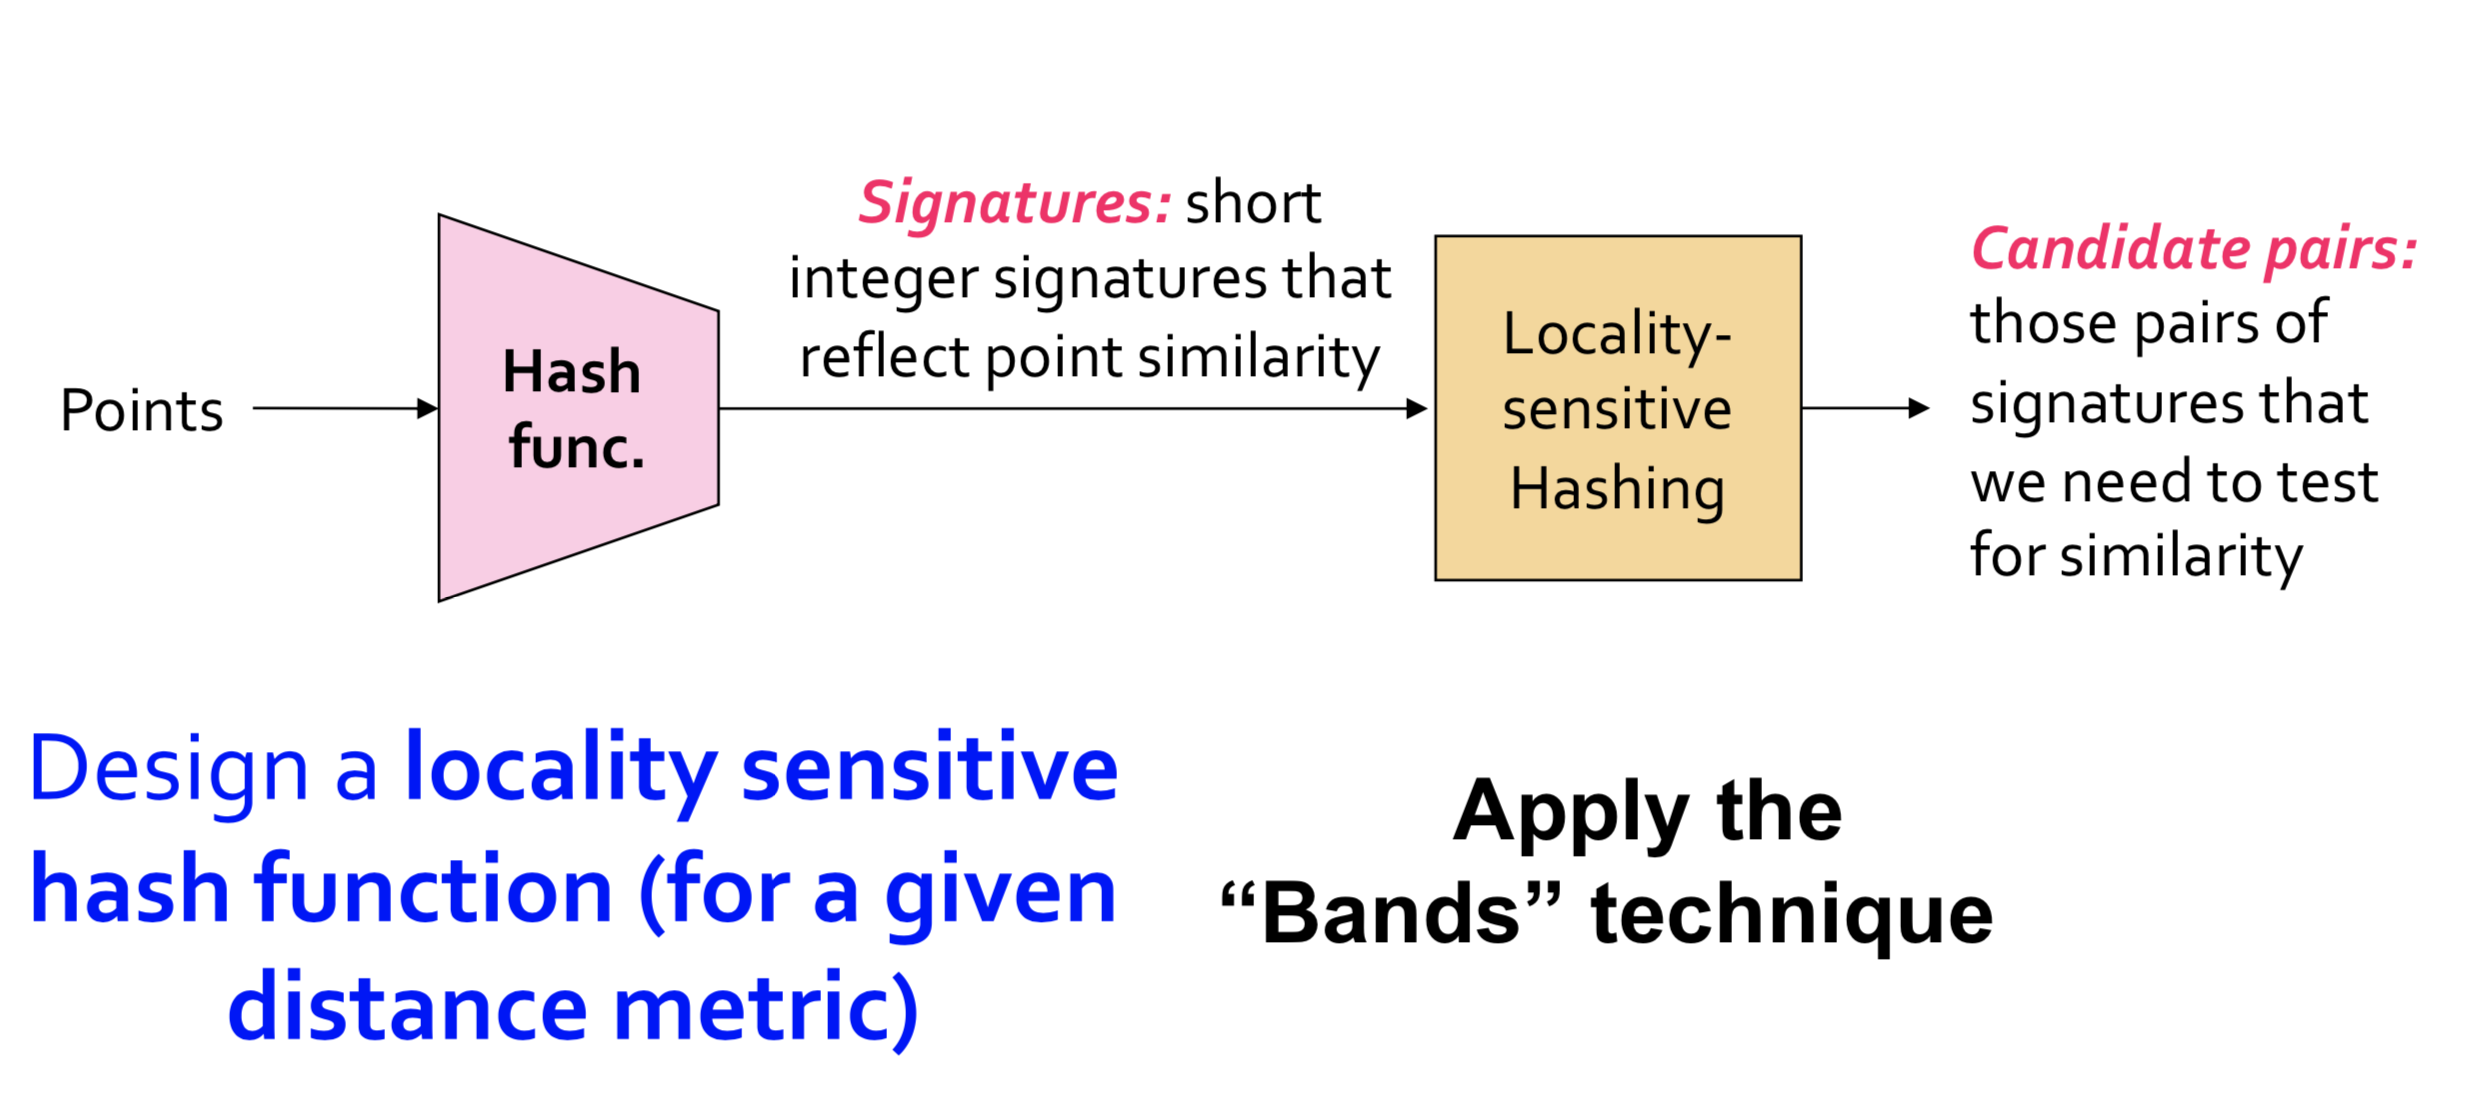 Points
Hash
func.
Signatures: short
integer signatures that
reflect point similarity
Locality-
sensitive
Hashing
Candidate pairs:
those pairs of
signatures that
we need to test
for similarity
Design a locality sensitive
hash function (for a given
distance metric)
Apply the
“Bands” technique